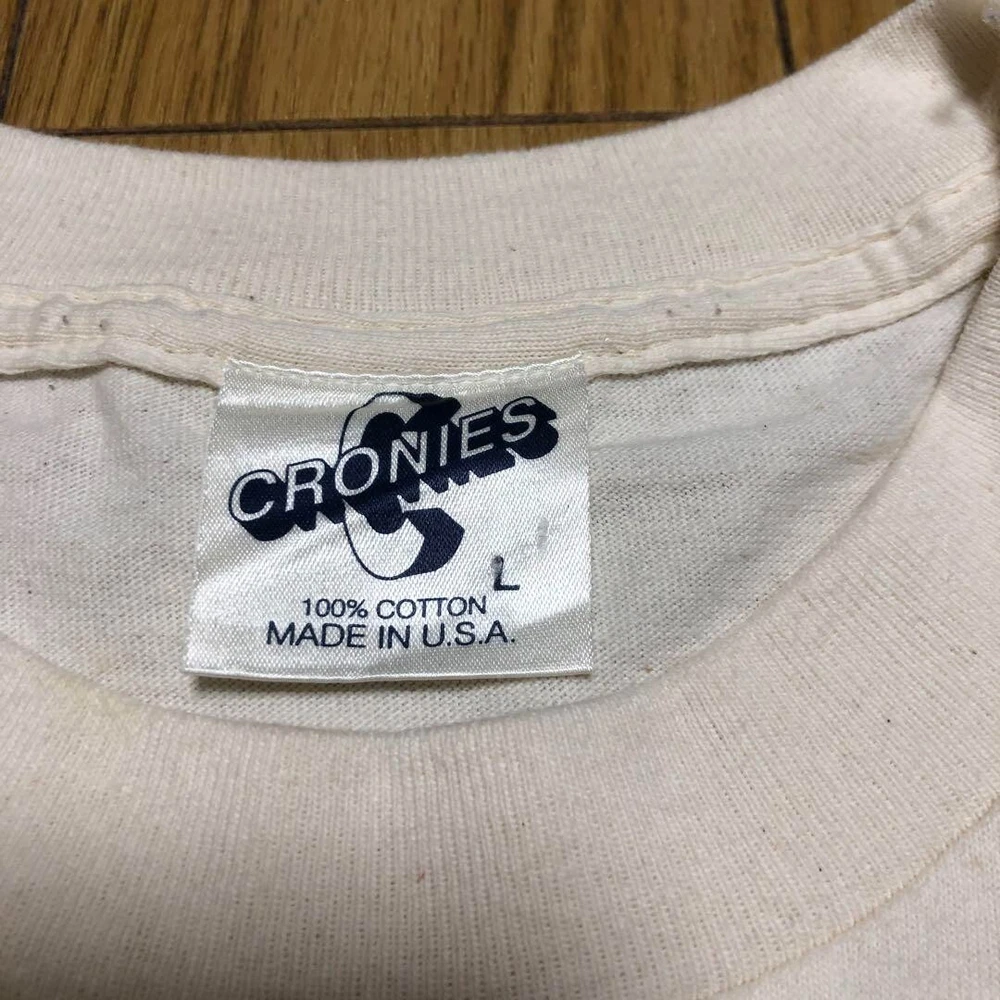 CRONIES
L
100% COTTON
MADE IN U.S.A.